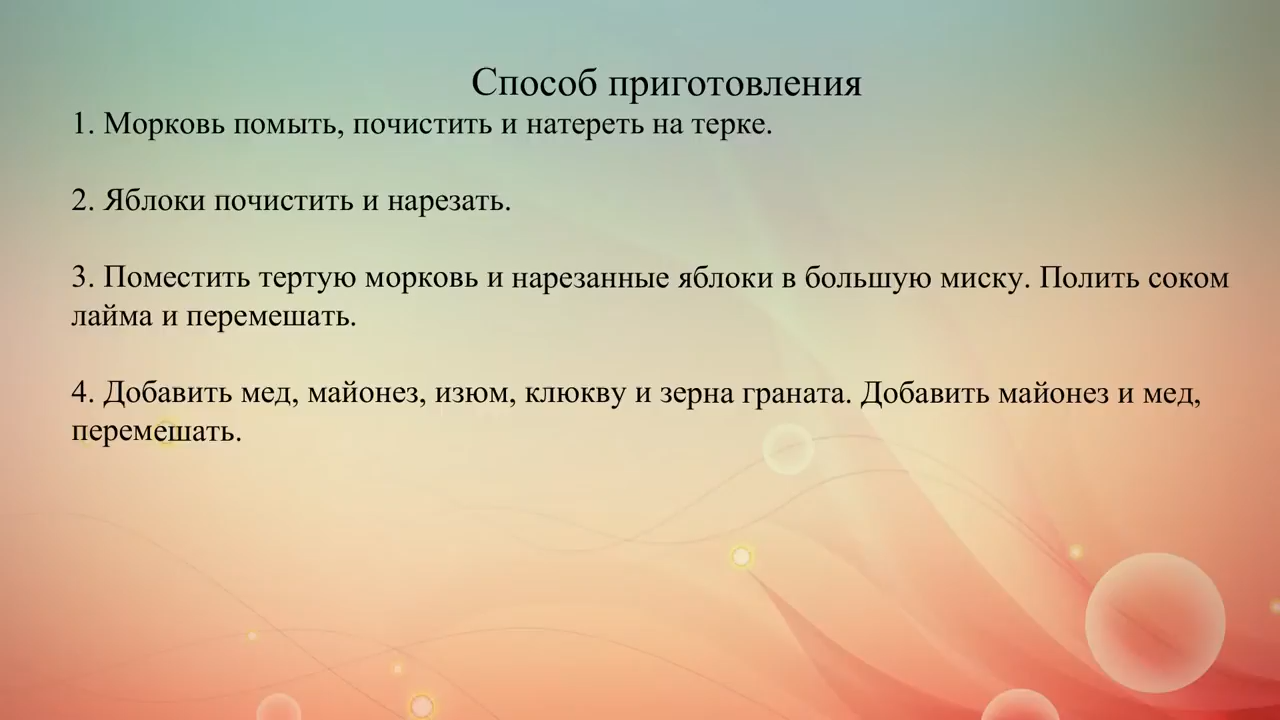 Способ приготовления
1. Морковь помыть, почистить и натереть на терке.
2. Яблоки почистить и нарезать.
3. Поместить тертую морковь и нарезанные яблоки в большую миску. Полить соком
лайма и перемешать.
4. Добавить мед, майонез, изюм, клюкву и зерна граната. Добавить майонез и мед,
перемешать.